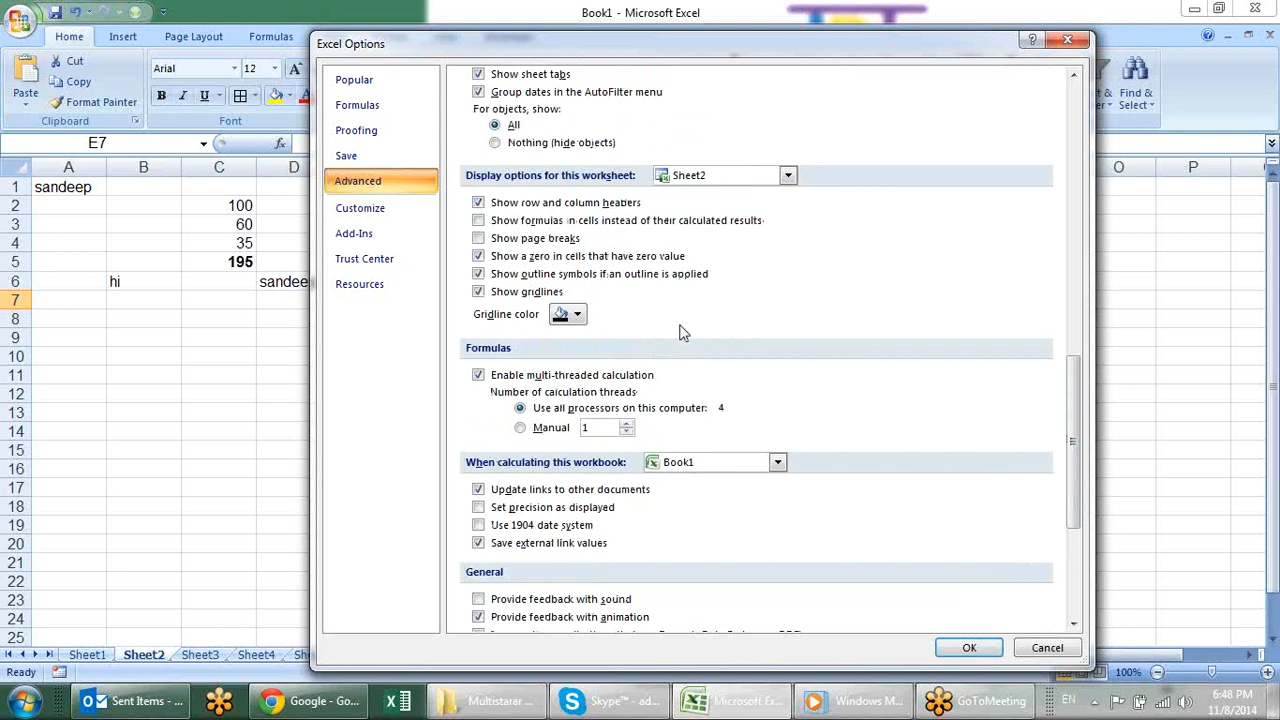 Book1 - Microsoft Excel
Home Insert Page Layout Formulas
Excel Options
Paste Cut Copy Format Painter
Arial 12 A
B I U
Find & Select
Clipboard Font
E7 fx
A B C D O P
1 sandeep
2 100
3 60
4 35
5 195
6 hi sandee
7
8
9
10
11
12
13
14
15
16
17
18
19
20
21
22
23
24
25
Popular
Formulas
Proofing
Save
Advanced
Customize
Add-Ins
Trust Center
Resources
Show sheet tabs
Group dates in the AutoFilter menu
For objects, show:
All
Nothing (hide objects)
Display options for this worksheet: Sheet2
Show row and column headers
Show formulas in cells instead of their calculated results
Show page breaks
Show a zero in cells that have zero value
Show outline symbols if an outline is applied
Show gridlines
Gridline color
Formulas
Enable multi-threaded calculation
Number of calculation threads
Use all processors on this computer: 4
Manual 1
When calculating this workbook: Book1
Update links to other documents
Set precision as displayed
Use 1904 date system
Save external link values
General
Provide feedback with sound
Provide feedback with animation
OK Cancel
Sheet1 Sheet2 Sheet3 Sheet4 Sh
Ready 100%
Sent Items - ... Google - Go... Multistarar ... Skype™ - ad... Microsoft Ex... Windows M... GoToMeeting EN 6:48 PM
11/8/2014